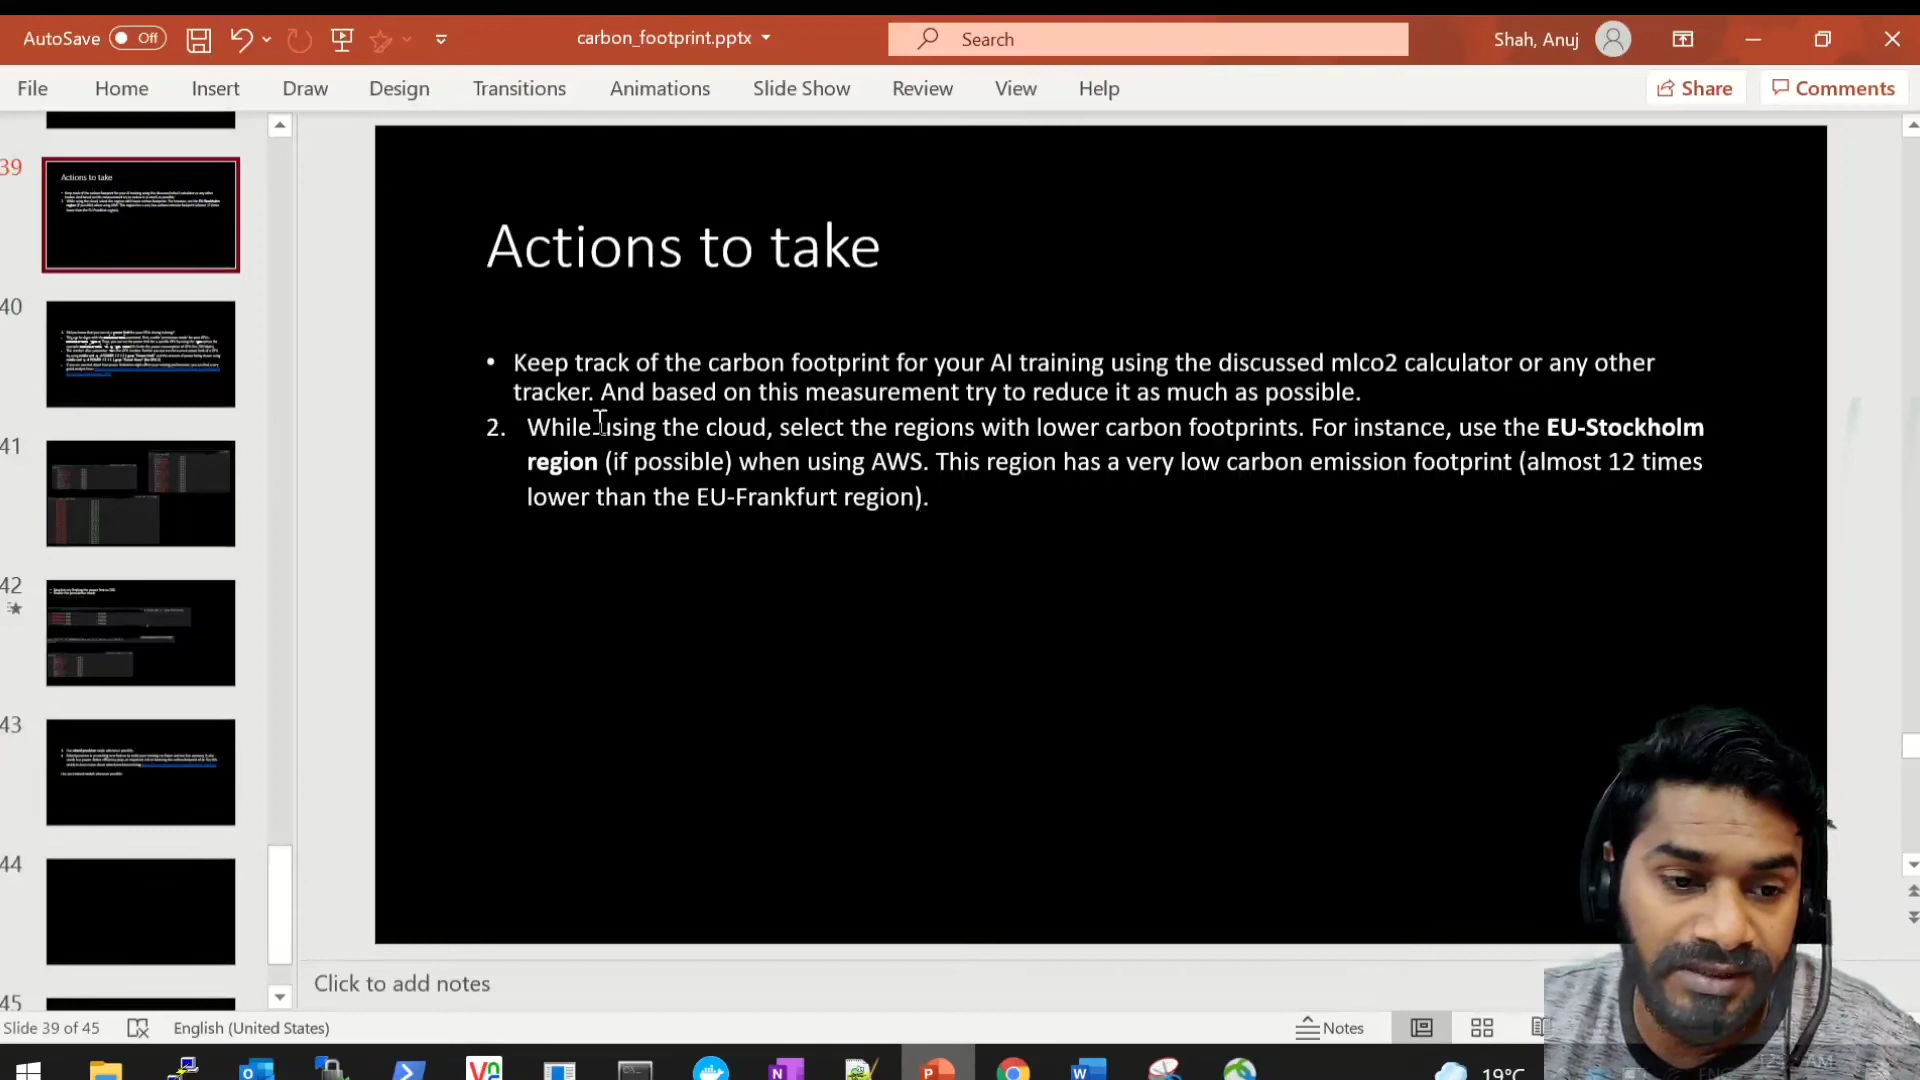 AutoSave Off
carbon_footprint.pptx
Search
Shah, Anuj
File Home Insert Draw Design Transitions Animations Slide Show Review View Help
Share Comments
39
Actions to take
40
41
42
43
44
45
Actions to take
• Keep track of the carbon footprint for your AI training using the discussed mlco2 calculator or any other
tracker. And based on this measurement try to reduce it as much as possible.
2. While using the cloud, select the regions with lower carbon footprints. For instance, use the EU-Stockholm
region (if possible) when using AWS. This region has a very low carbon emission footprint (almost 12 times
lower than the EU-Frankfurt region).
Click to add notes
Slide 39 of 45 English (United States) Notes
19°C